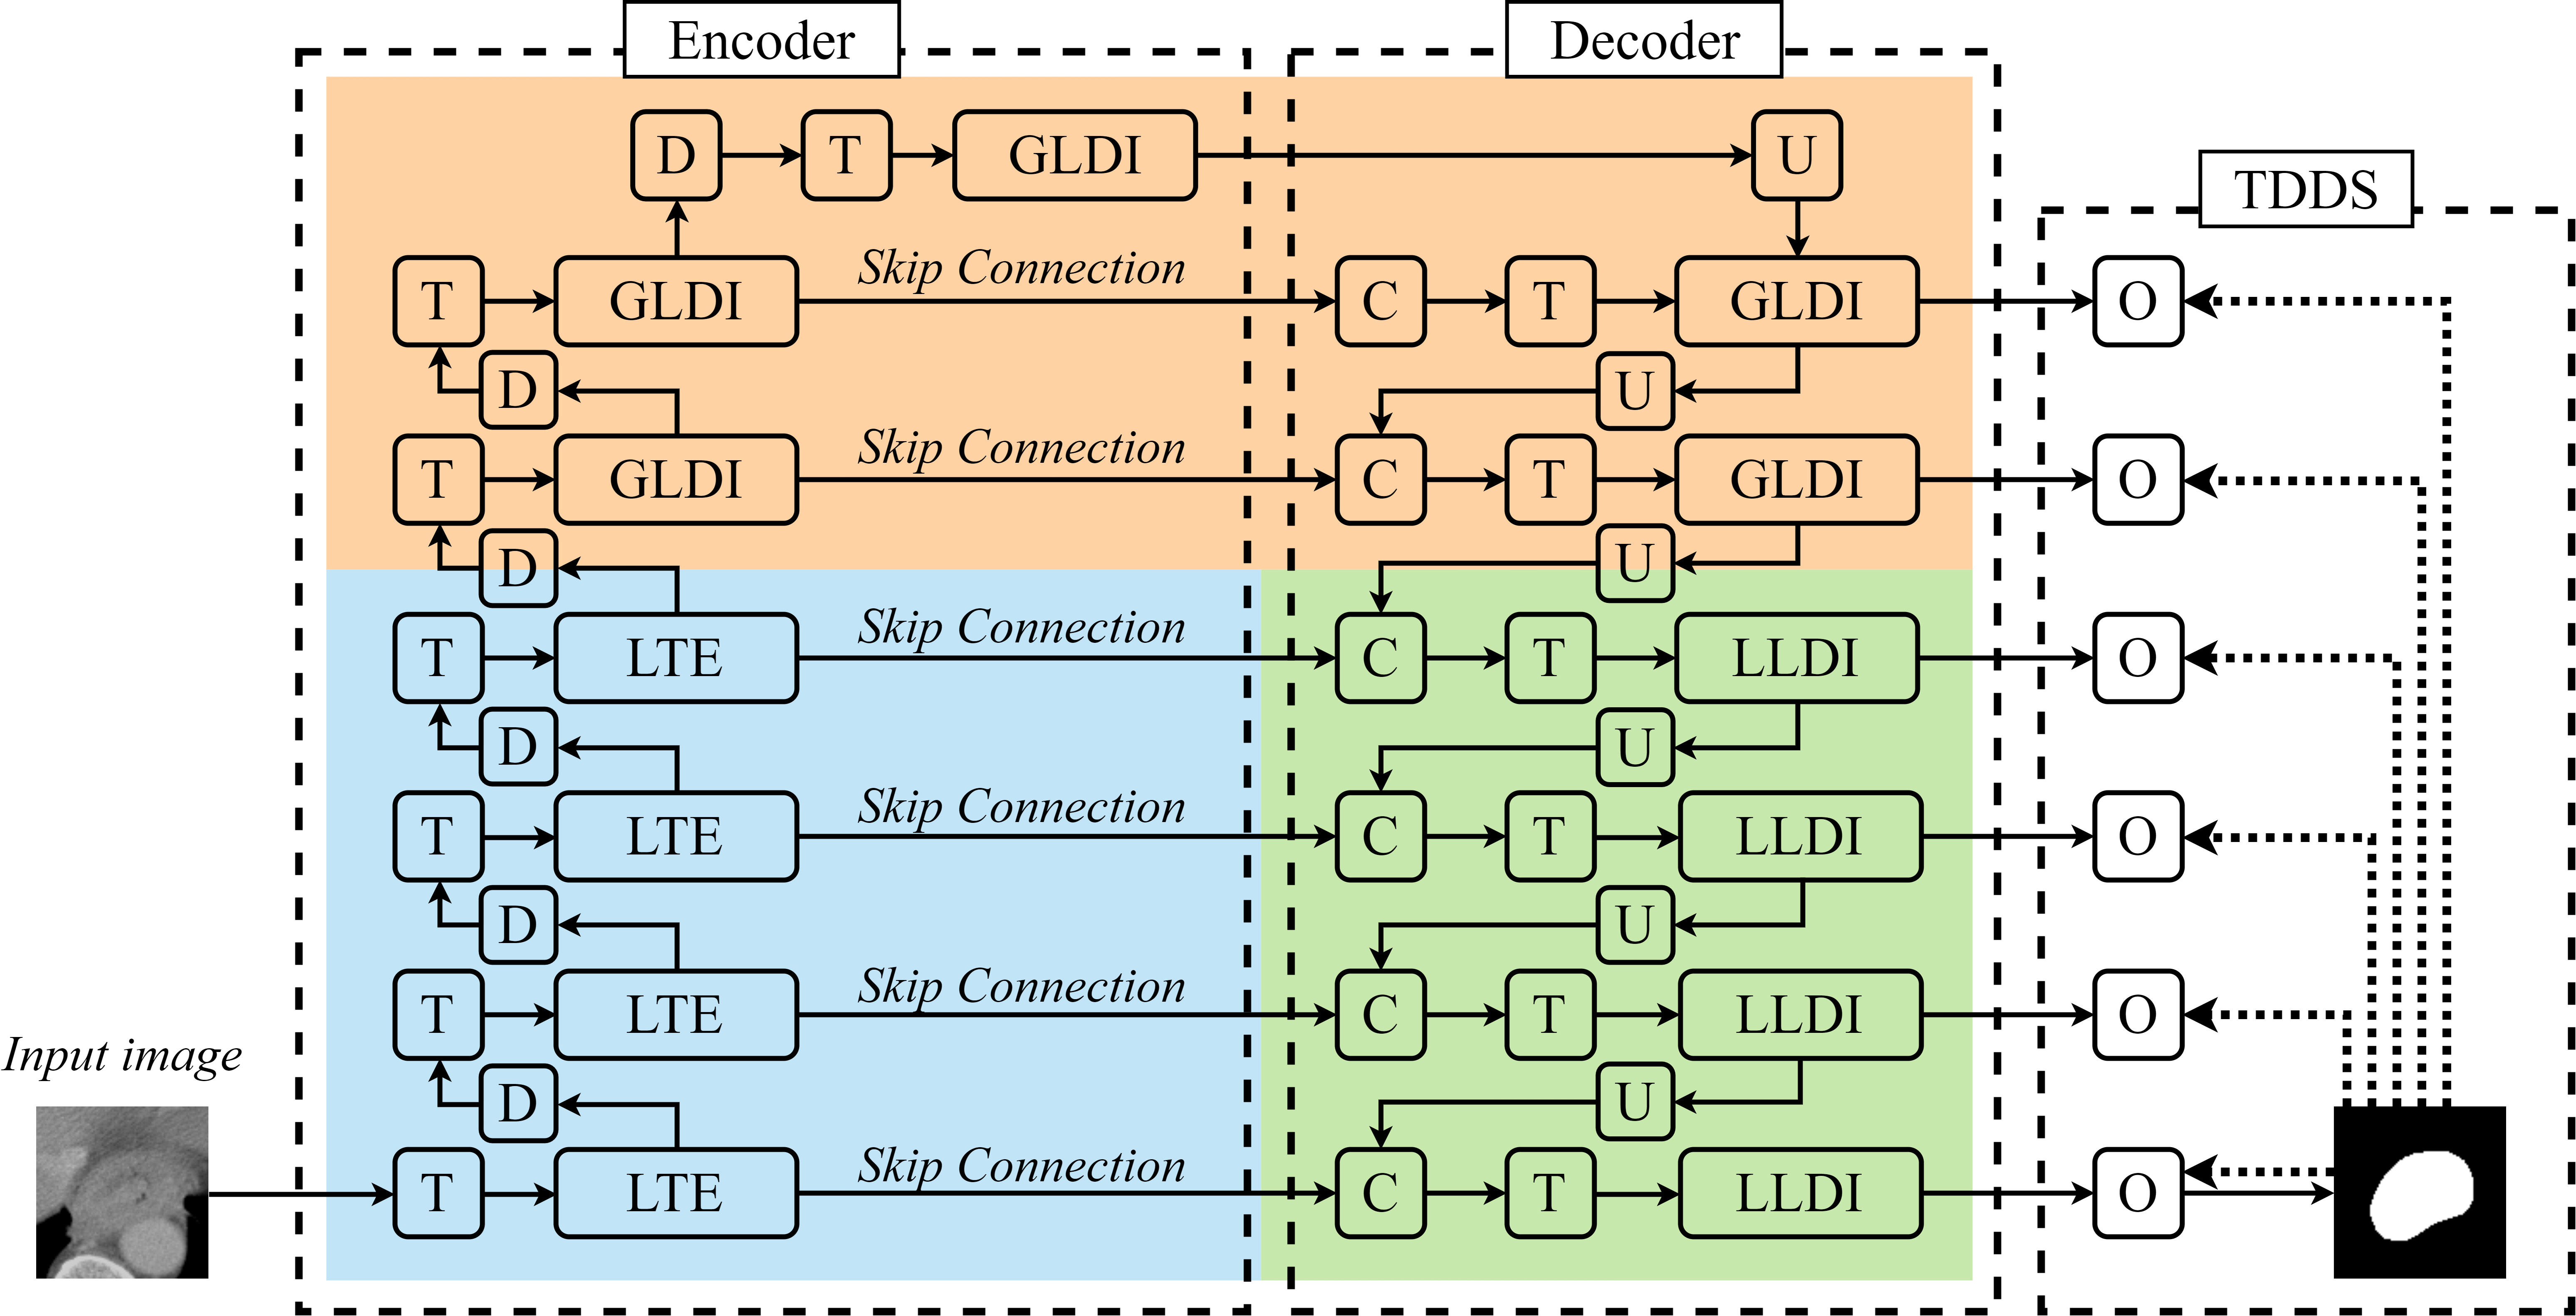 Encoder
Decoder
D T GLDI U
TDDS
Skip Connection
T GLDI C T GLDI O
D U
Skip Connection
T GLDI C T GLDI O
D U
Skip Connection
T LTE C T LLDI O
D U
Skip Connection
T LTE C T LLDI O
D U
Skip Connection
T LTE C T LLDI O
Input image
D U
Skip Connection
T LTE C T LLDI O